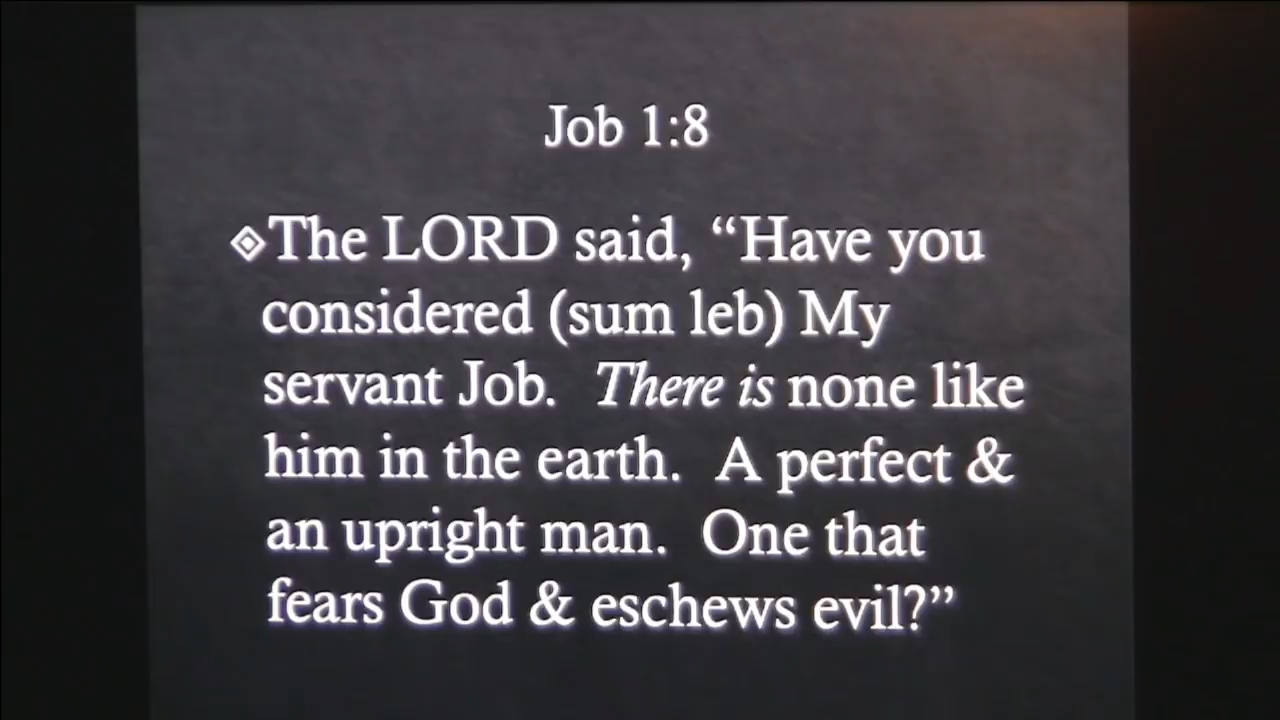 Job 1:8
The LORD said, “Have you
considered (sum leb) My
servant Job.  There is none like
him in the earth.  A perfect &
an upright man.  One that
fears God & eschews evil?”